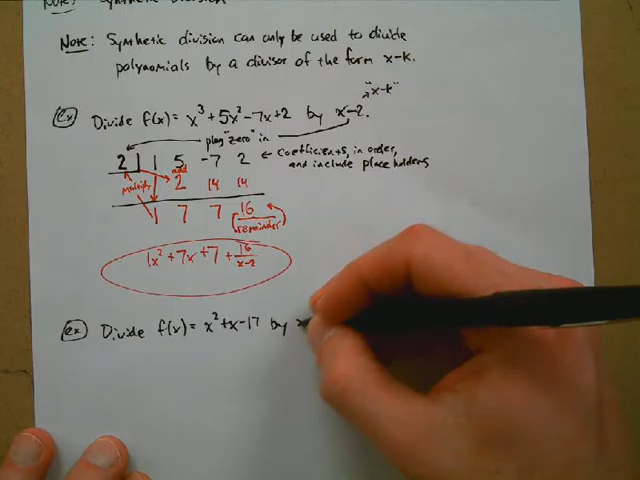 Note: Synthetic Division
Note: Synthetic division can only be used to divide
polynomials by a divisor of the form x-k.
"x-k"
ex Divide f(x) = x³ + 5x² - 7x + 2 by x-2.
plug "zero" in
2 | 1 5 -7 2 ← coefficients, in order,
and include place holders
add
multiply 2 14 14
1 7 7 16
remainder
1x² + 7x + 7 + 16/(x-2)
ex Divide f(x) = x² + x - 17 by